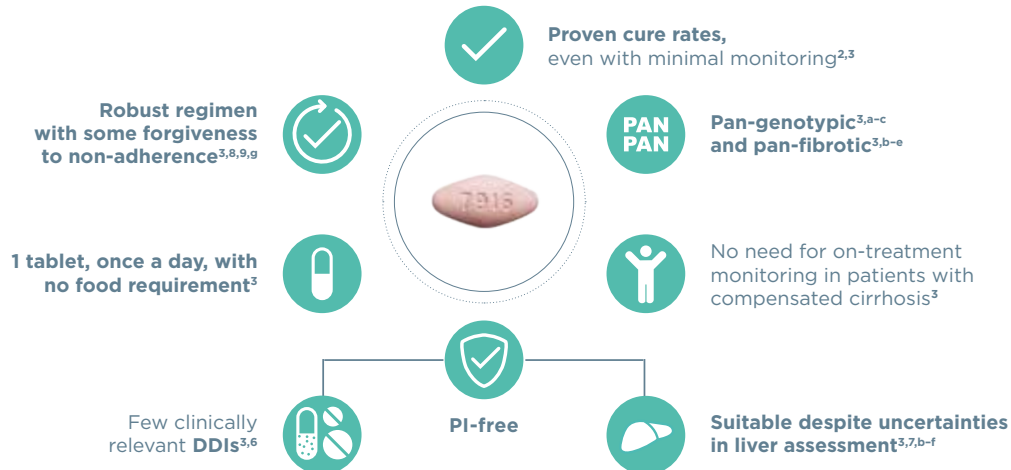 Proven cure rates,
even with minimal monitoring2,3
Robust regimen
with some forgiveness
to non-adherence3,8,9,g
PAN
PAN
Pan-genotypic3,a–c
and pan-fibrotic3,b–e
7916
1 tablet, once a day, with
no food requirement3
No need for on-treatment
monitoring in patients with
compensated cirrhosis3
PI-free
Few clinically
relevant DDIs3,6
Suitable despite uncertainties
in liver assessment3,7,b–f